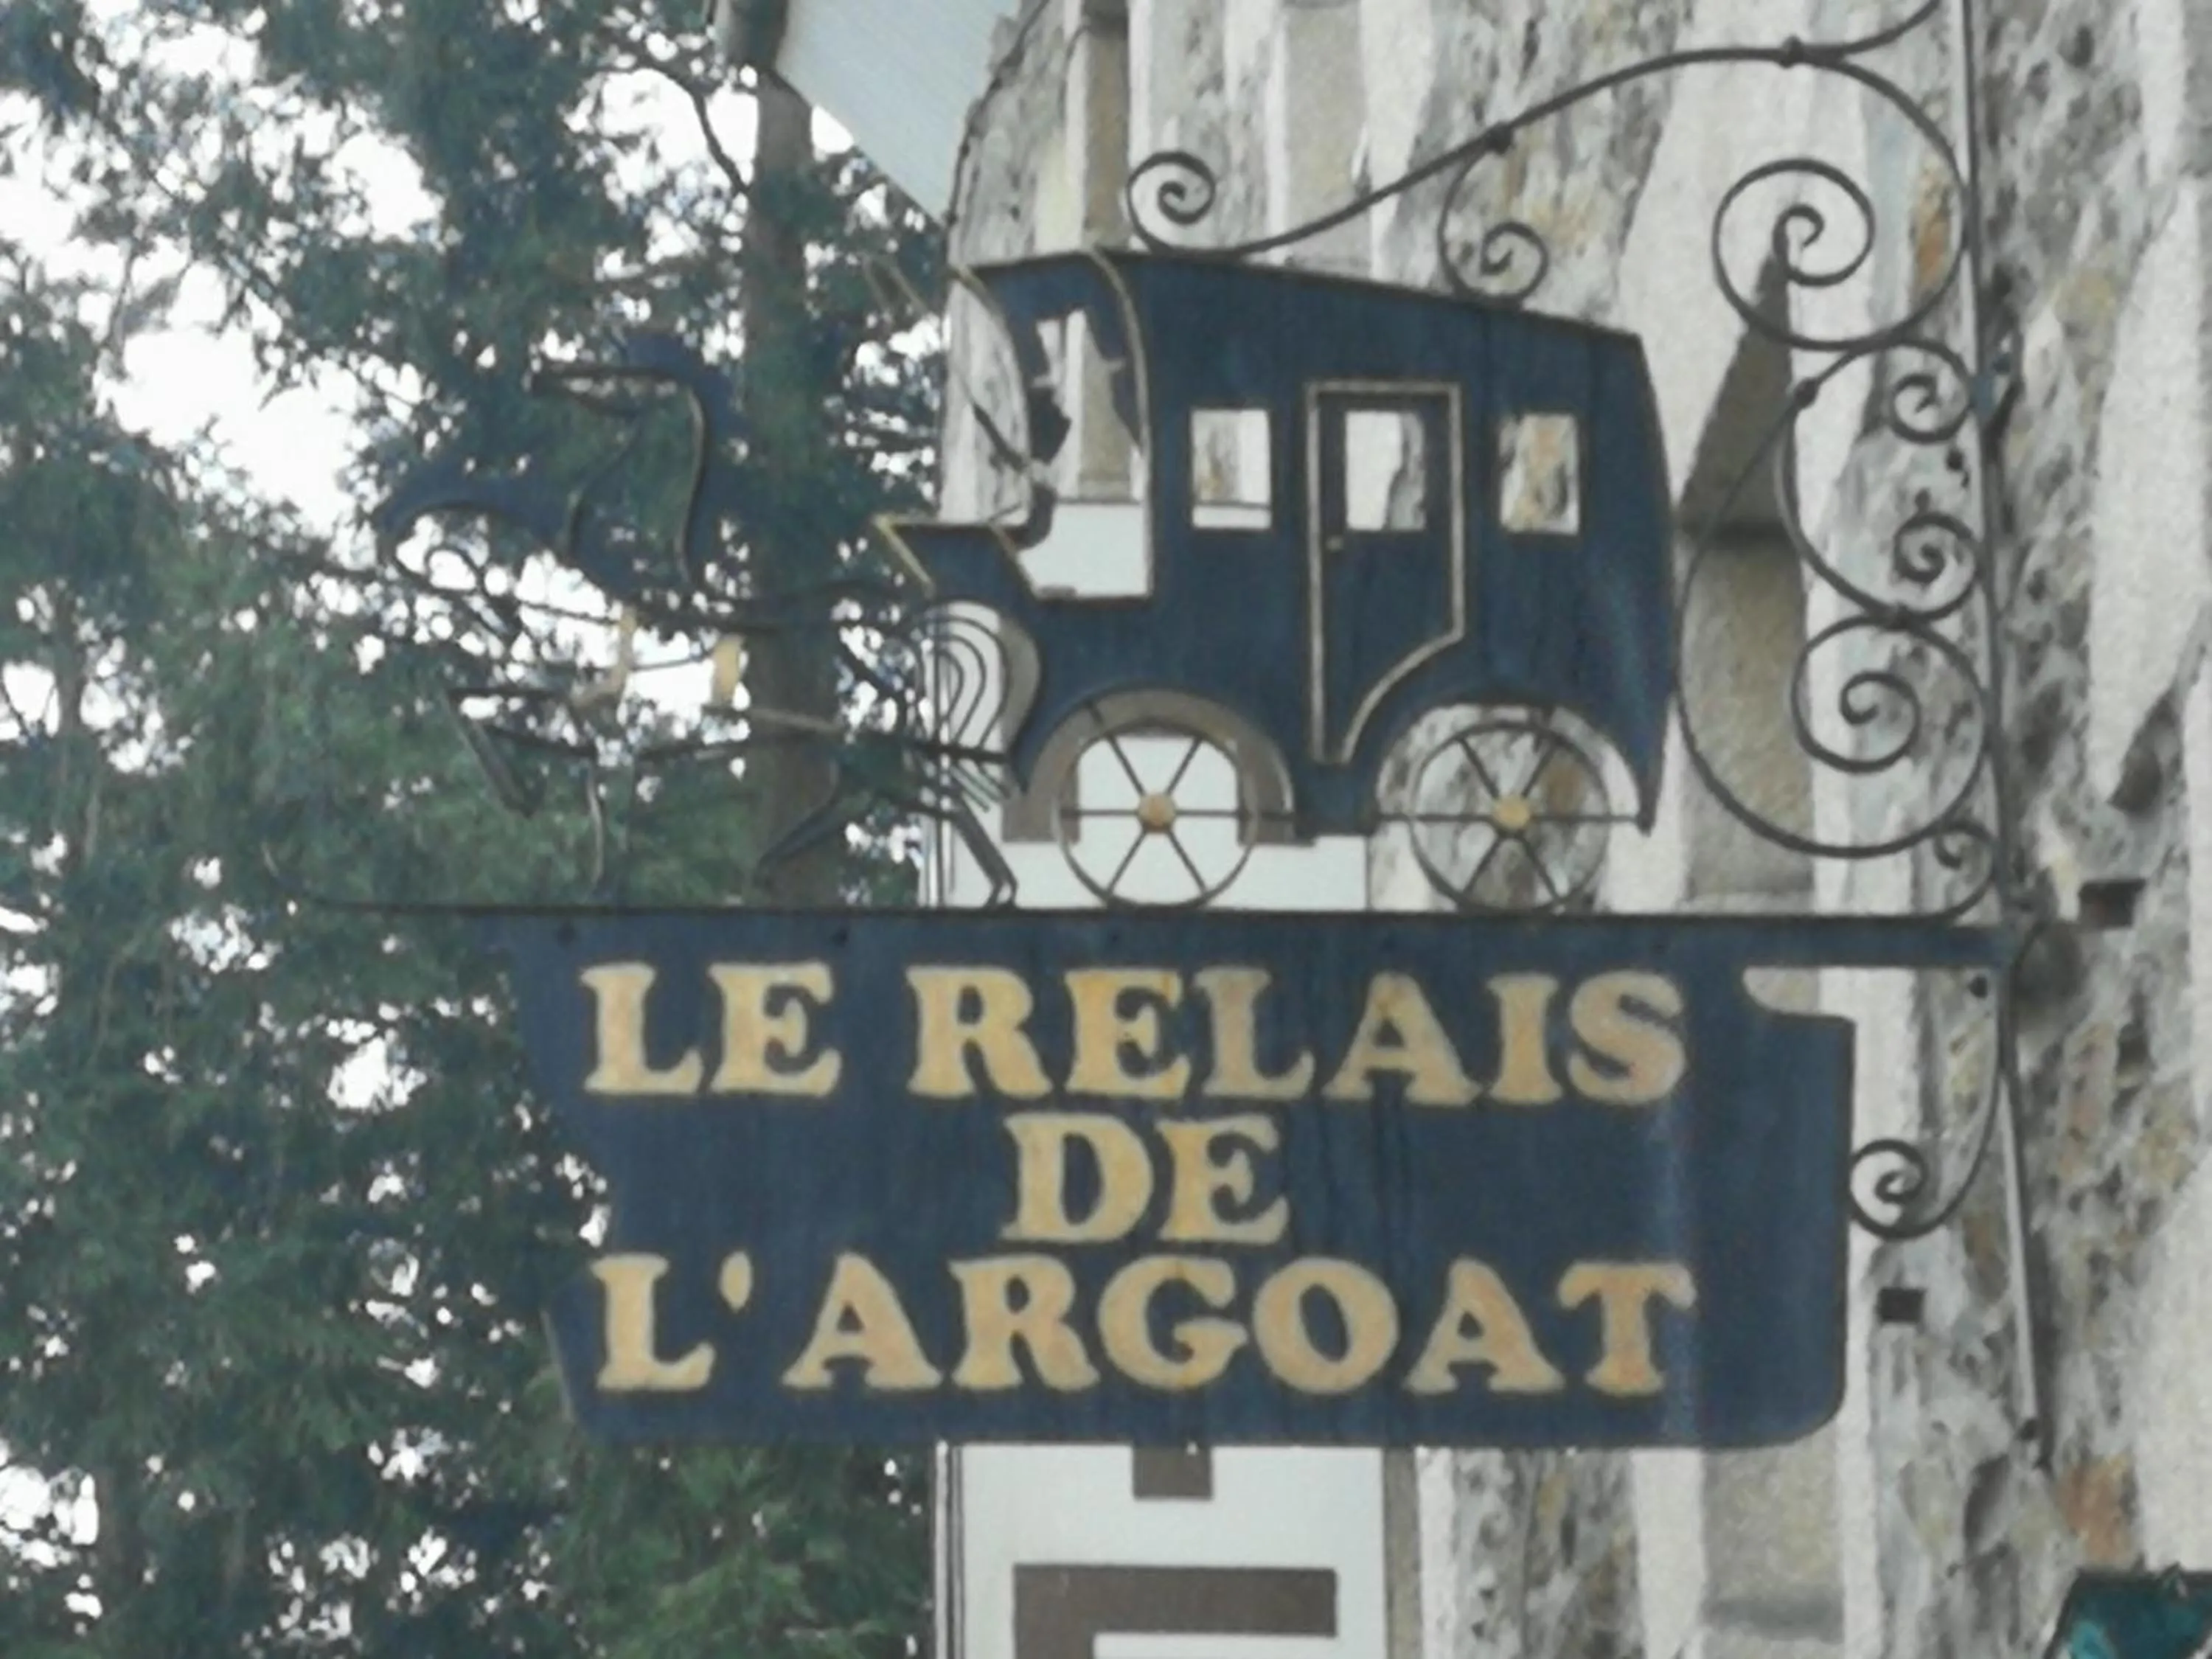 LE RELAIS
DE
L'ARGOAT